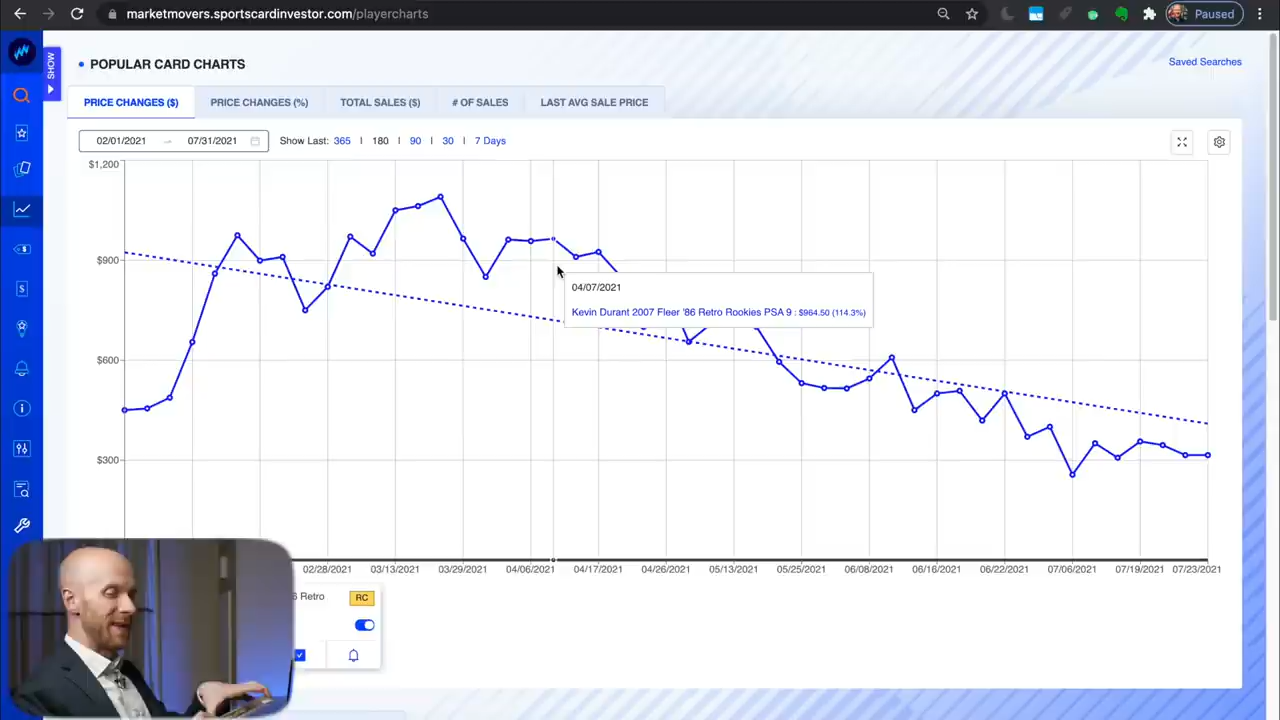 marketmovers.sportscardinvestor.com/playercharts
Paused
SHOW
POPULAR CARD CHARTS
Saved Searches
PRICE CHANGES ($)
PRICE CHANGES (%)
TOTAL SALES ($)
# OF SALES
LAST AVG SALE PRICE
02/01/2021 → 07/31/2021
Show Last: 365 | 180 | 90 | 30 | 7 Days
$1,200
$900
$600
$300
04/07/2021
Kevin Durant 2007 Fleer '86 Retro Rookies PSA 9 : $964.50 (114.3%)
02/28/2021 03/13/2021 03/29/2021 04/06/2021 04/17/2021 04/26/2021 05/13/2021 05/25/2021 06/08/2021 06/16/2021 06/22/2021 07/06/2021 07/19/2021 07/23/2021
6 Retro
RC